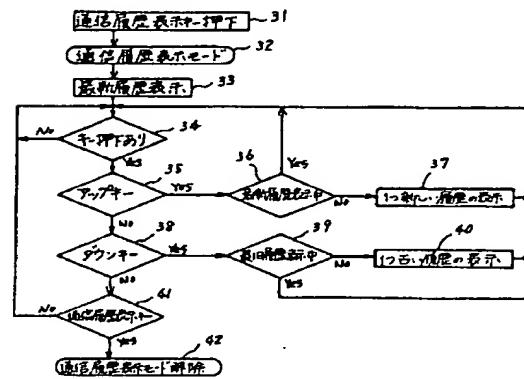 通信履歴表示キー押下 31
通信履歴表示モード 32
最新履歴表示 33
キー押下あり 34
No
Yes
アップキー 35
Yes
No
最新履歴表示中 36
Yes
No
1つ新しい履歴の表示 37
ダウンキー 38
Yes
No
最旧履歴表示中 39
No
Yes
1つ古い履歴の表示 40
通信履歴表示キー 41
No
Yes
通信履歴表示モード解除 42